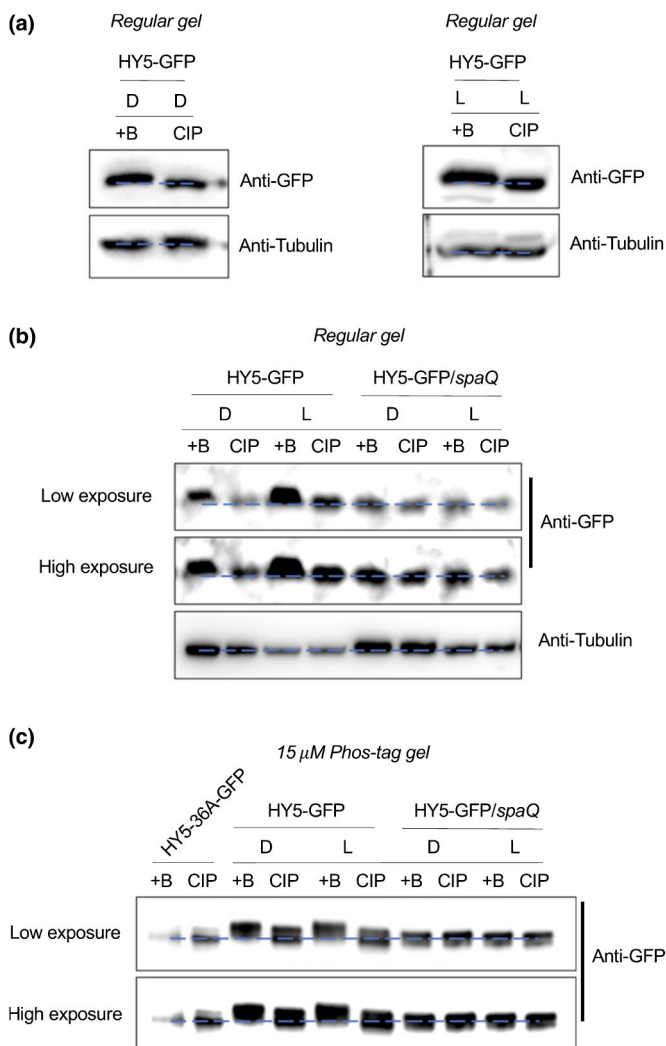 (a)
Regular gel
HY5-GFP
D D
+B CIP
Anti-GFP
Anti-Tubulin
Regular gel
HY5-GFP
L L
+B CIP
Anti-GFP
Anti-Tubulin
(b)
Regular gel
HY5-GFP HY5-GFP/spaQ
D L D L
+B CIP +B CIP +B CIP +B CIP
Low exposure
High exposure
Anti-GFP
Anti-Tubulin
(c)
15 µM Phos-tag gel
HY5-36A-GFP
HY5-GFP HY5-GFP/spaQ
D L D L
+B CIP +B CIP +B CIP +B CIP +B CIP
Low exposure
High exposure
Anti-GFP